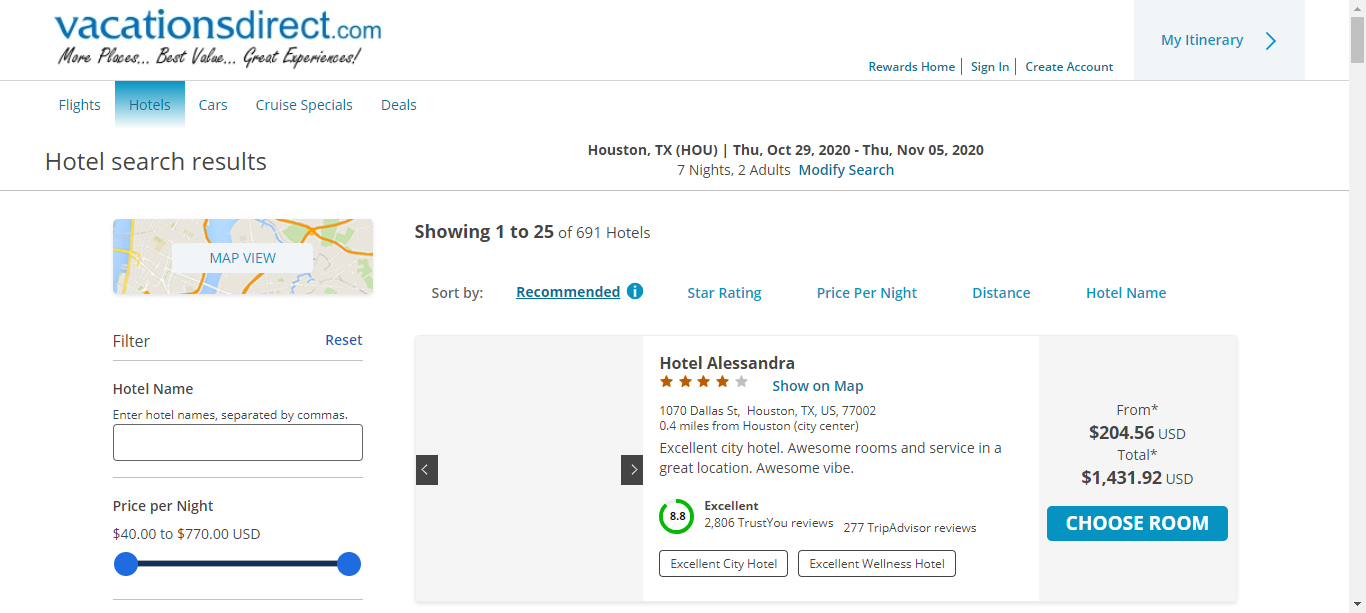 vacationsdirect.com
More Places... Best Value... Great Experiences!
My Itinerary
Rewards Home
Sign In
Create Account
Flights
Hotels
Cars
Cruise Specials
Deals
Hotel search results
Houston, TX (HOU) | Thu, Oct 29, 2020 - Thu, Nov 05, 2020
7 Nights, 2 Adults Modify Search
MAP VIEW
Filter
Reset
Hotel Name
Enter hotel names, separated by commas.
Price per Night
$40.00 to $770.00 USD
Showing 1 to 25 of 691 Hotels
Sort by:
Recommended
Star Rating
Price Per Night
Distance
Hotel Name
Hotel Alessandra
Show on Map
1070 Dallas St, Houston, TX, US, 77002
0.4 miles from Houston (city center)
Excellent city hotel. Awesome rooms and service in a
great location. Awesome vibe.
8.8
Excellent
2,806 TrustYou reviews
277 TripAdvisor reviews
Excellent City Hotel
Excellent Wellness Hotel
From*
$204.56 USD
Total*
$1,431.92 USD
CHOOSE ROOM